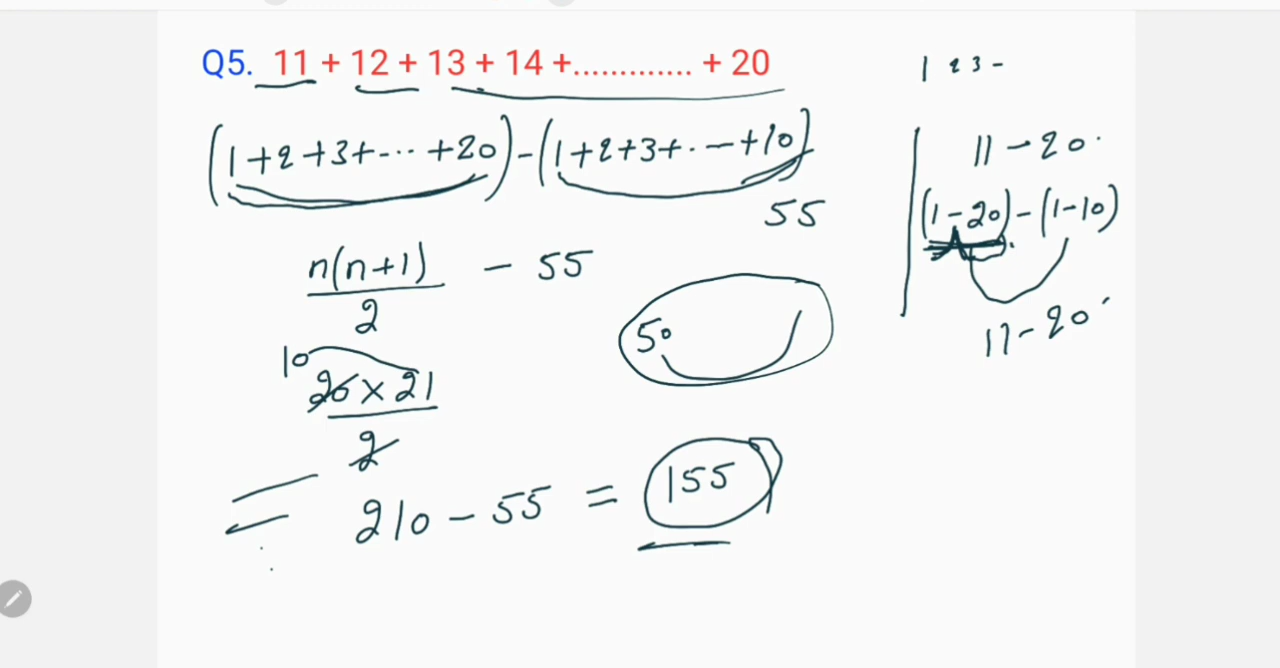 Q5. 11 + 12 + 13 + 14 +............. + 20
1 2 3 -
(1+2+3+-... +20) - (1+2+3+..-+10)
55
11 - 20.
(1-20) - (1-10)
11 - 20
n(n+1)
2
- 55
50
10
20 x 21
2
= 210 - 55 = 155